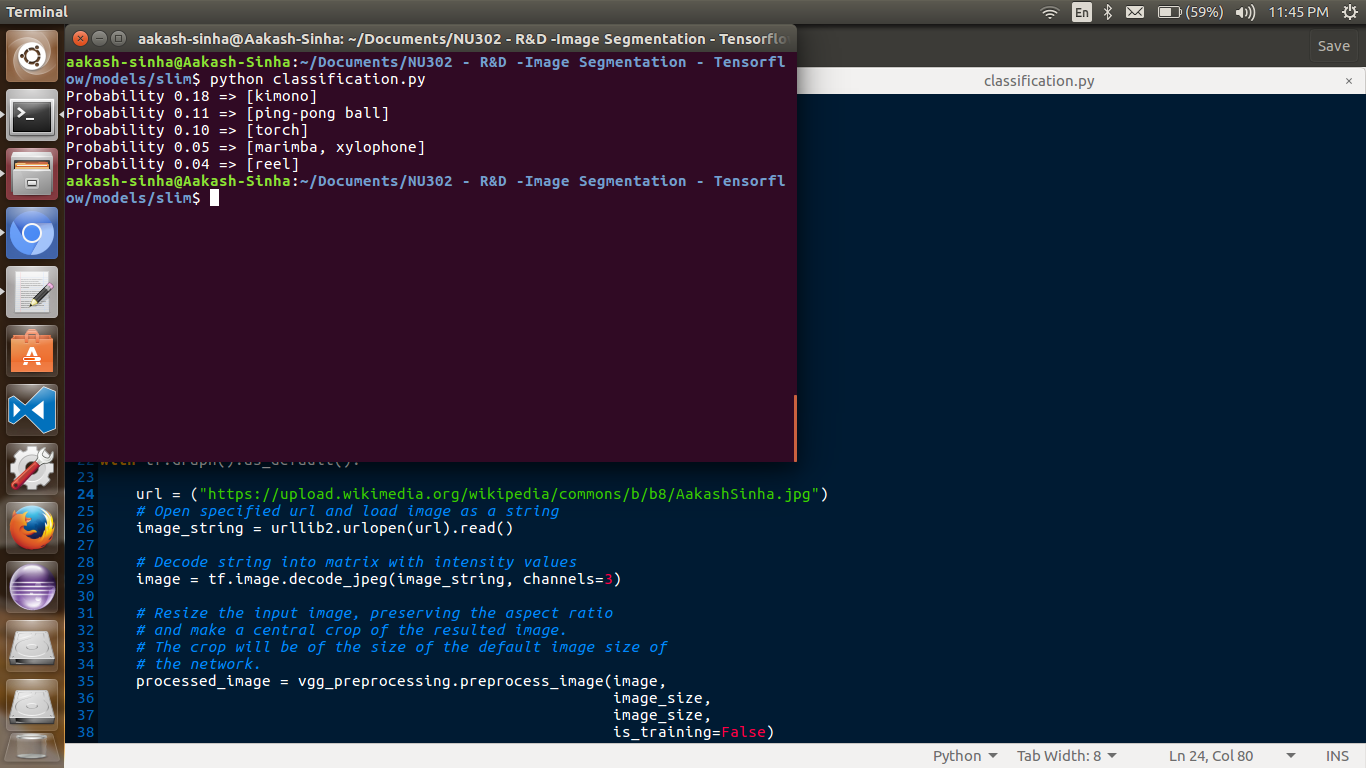 Terminal
En
(59%)
11:45 PM
aakash-sinha@Aakash-Sinha: ~/Documents/NU302 - R&D -Image Segmentation - Tensorflo
Save
classification.py
×
aakash-sinha@Aakash-Sinha:~/Documents/NU302 - R&D -Image Segmentation - Tensorfl
ow/models/slim$ python classification.py
Probability 0.18 => [kimono]
Probability 0.11 => [ping-pong ball]
Probability 0.10 => [torch]
Probability 0.05 => [marimba, xylophone]
Probability 0.04 => [reel]
aakash-sinha@Aakash-Sinha:~/Documents/NU302 - R&D -Image Segmentation - Tensorfl
ow/models/slim$
22 with tf.Graph().as_default():
23
24 url = ("https://upload.wikimedia.org/wikipedia/commons/b/b8/AakashSinha.jpg")
25 # Open specified url and load image as a string
26 image_string = urllib2.urlopen(url).read()
27
28 # Decode string into matrix with intensity values
29 image = tf.image.decode_jpeg(image_string, channels=3)
30
31 # Resize the input image, preserving the aspect ratio
32 # and make a central crop of the resulted image.
33 # The crop will be of the size of the default image size of
34 # the network.
35 processed_image = vgg_preprocessing.preprocess_image(image,
36 image_size,
37 image_size,
38 is_training=False)
Python
Tab Width: 8
Ln 24, Col 80
INS